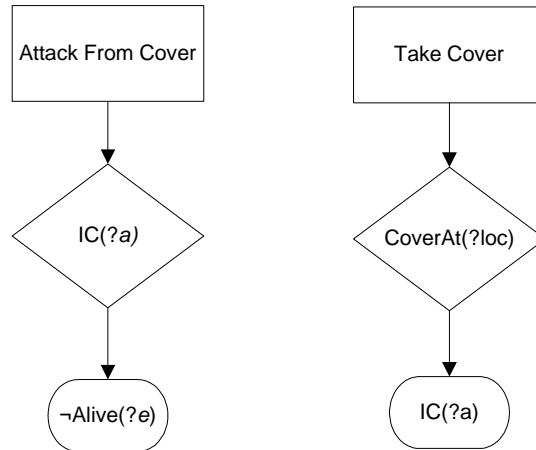 Attack From Cover
Take Cover
IC(?a)
CoverAt(?loc)
¬Alive(?e)
IC(?a)